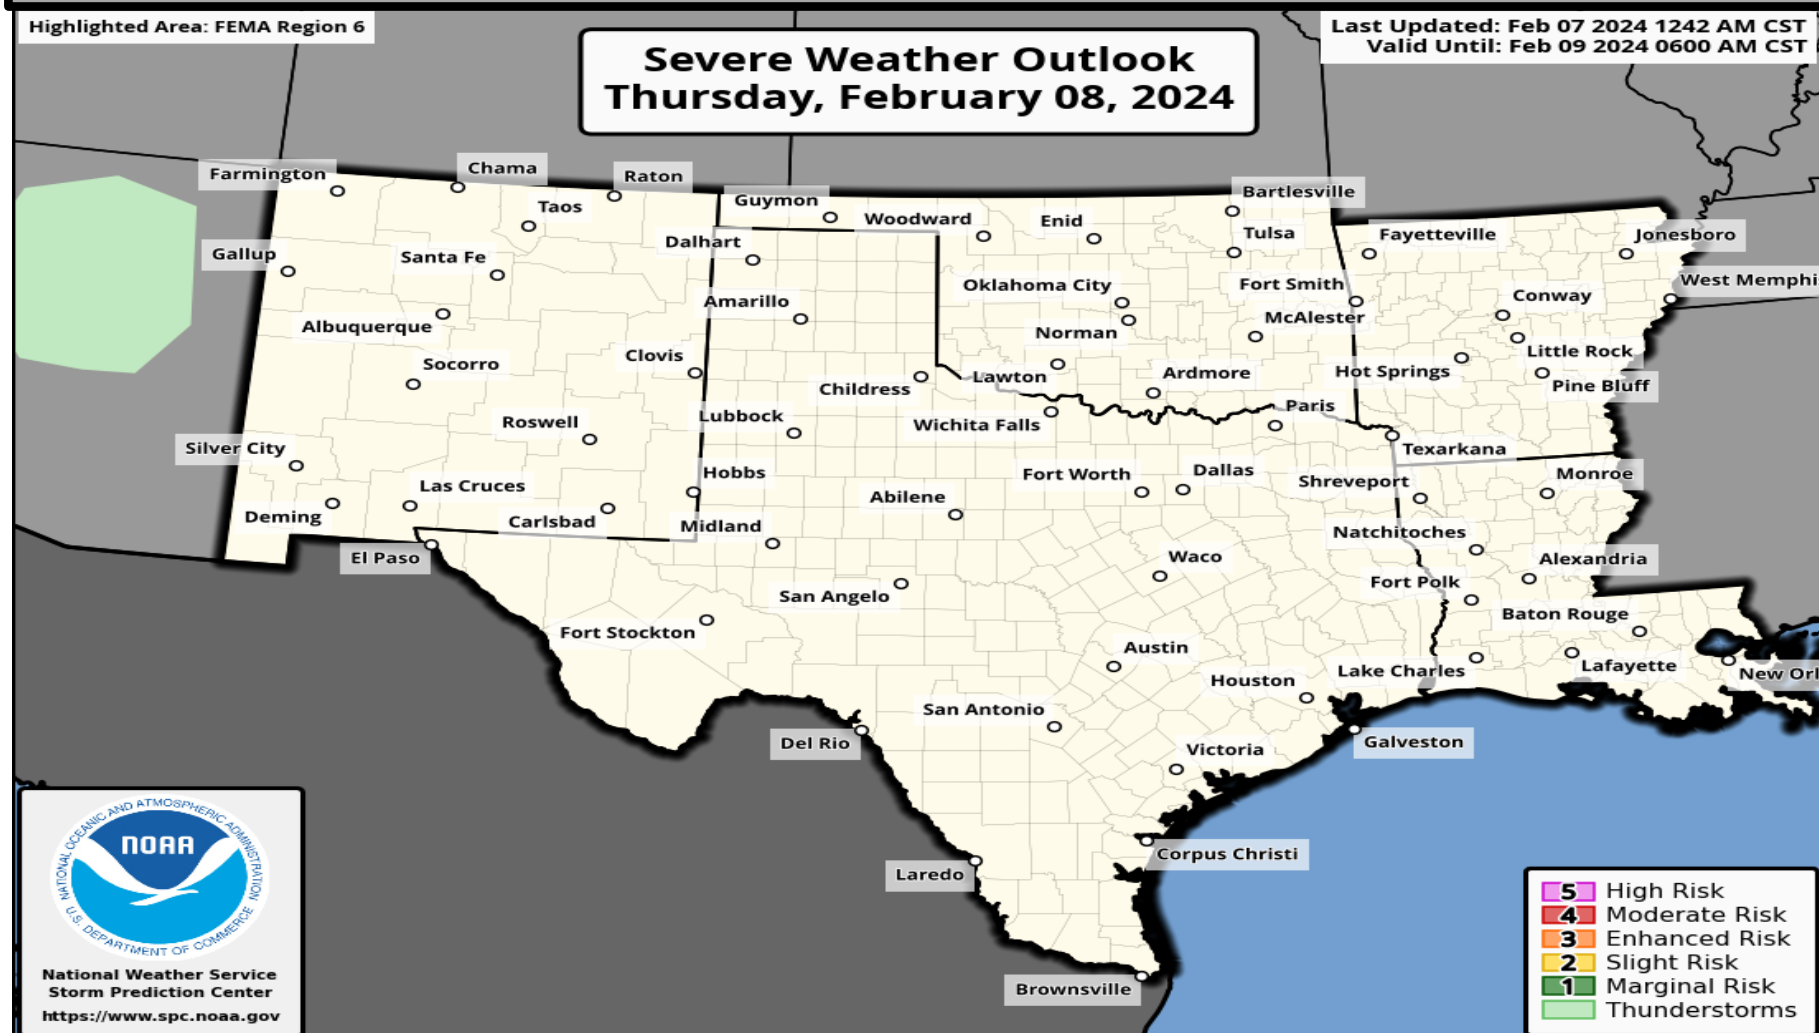 Highlighted Area: FEMA Region 6
Severe Weather Outlook
Thursday, February 08, 2024
Last Updated: Feb 07 2024 1242 AM CST
Valid Until: Feb 09 2024 0600 AM CST
Farmington
Chama
Raton
Taos
Guymon
Woodward
Enid
Bartlesville
Tulsa
Fayetteville
Jonesboro
Gallup
Santa Fe
Dalhart
Oklahoma City
Fort Smith
Conway
West Memphi
Albuquerque
Amarillo
Norman
McAlester
Little Rock
Socorro
Clovis
Childress
Lawton
Ardmore
Hot Springs
Pine Bluff
Roswell
Lubbock
Wichita Falls
Paris
Texarkana
Silver City
Las Cruces
Hobbs
Abilene
Fort Worth
Dallas
Shreveport
Monroe
Deming
Carlsbad
Midland
Natchitoches
El Paso
Waco
Alexandria
San Angelo
Fort Polk
Fort Stockton
Baton Rouge
Austin
Houston
Lake Charles
Lafayette
New Orl
San Antonio
Del Rio
Victoria
Galveston
Laredo
Corpus Christi
Brownsville
NATIONAL OCEANIC AND ATMOSPHERIC ADMINISTRATION
NOAA
U.S. DEPARTMENT OF COMMERCE
National Weather Service
Storm Prediction Center
https://www.spc.noaa.gov
5 High Risk
4 Moderate Risk
3 Enhanced Risk
2 Slight Risk
1 Marginal Risk
Thunderstorms